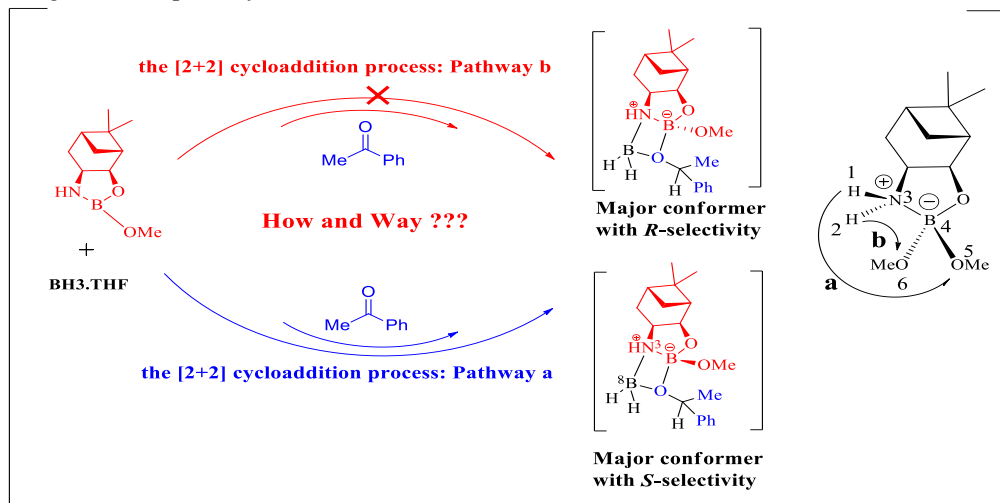 the [2+2] cycloaddition process: Pathway b
O
Me
Ph
HN
O
B
OMe
+
BH3.THF
How and Way ???
O
Me
Ph
the [2+2] cycloaddition process: Pathway a
⊕
HN
O
B
⊖
OMe
B
H
H
O
Me
H
Ph
Major conformer
with R-selectivity
⊕
HN
3
O
B
⊖
OMe
8
B
H
H
O
Me
H
Ph
Major conformer
with S-selectivity
1
H
⊕
N
3
⊖
O
H
2
B
4
b
MeO
5
OMe
6
a